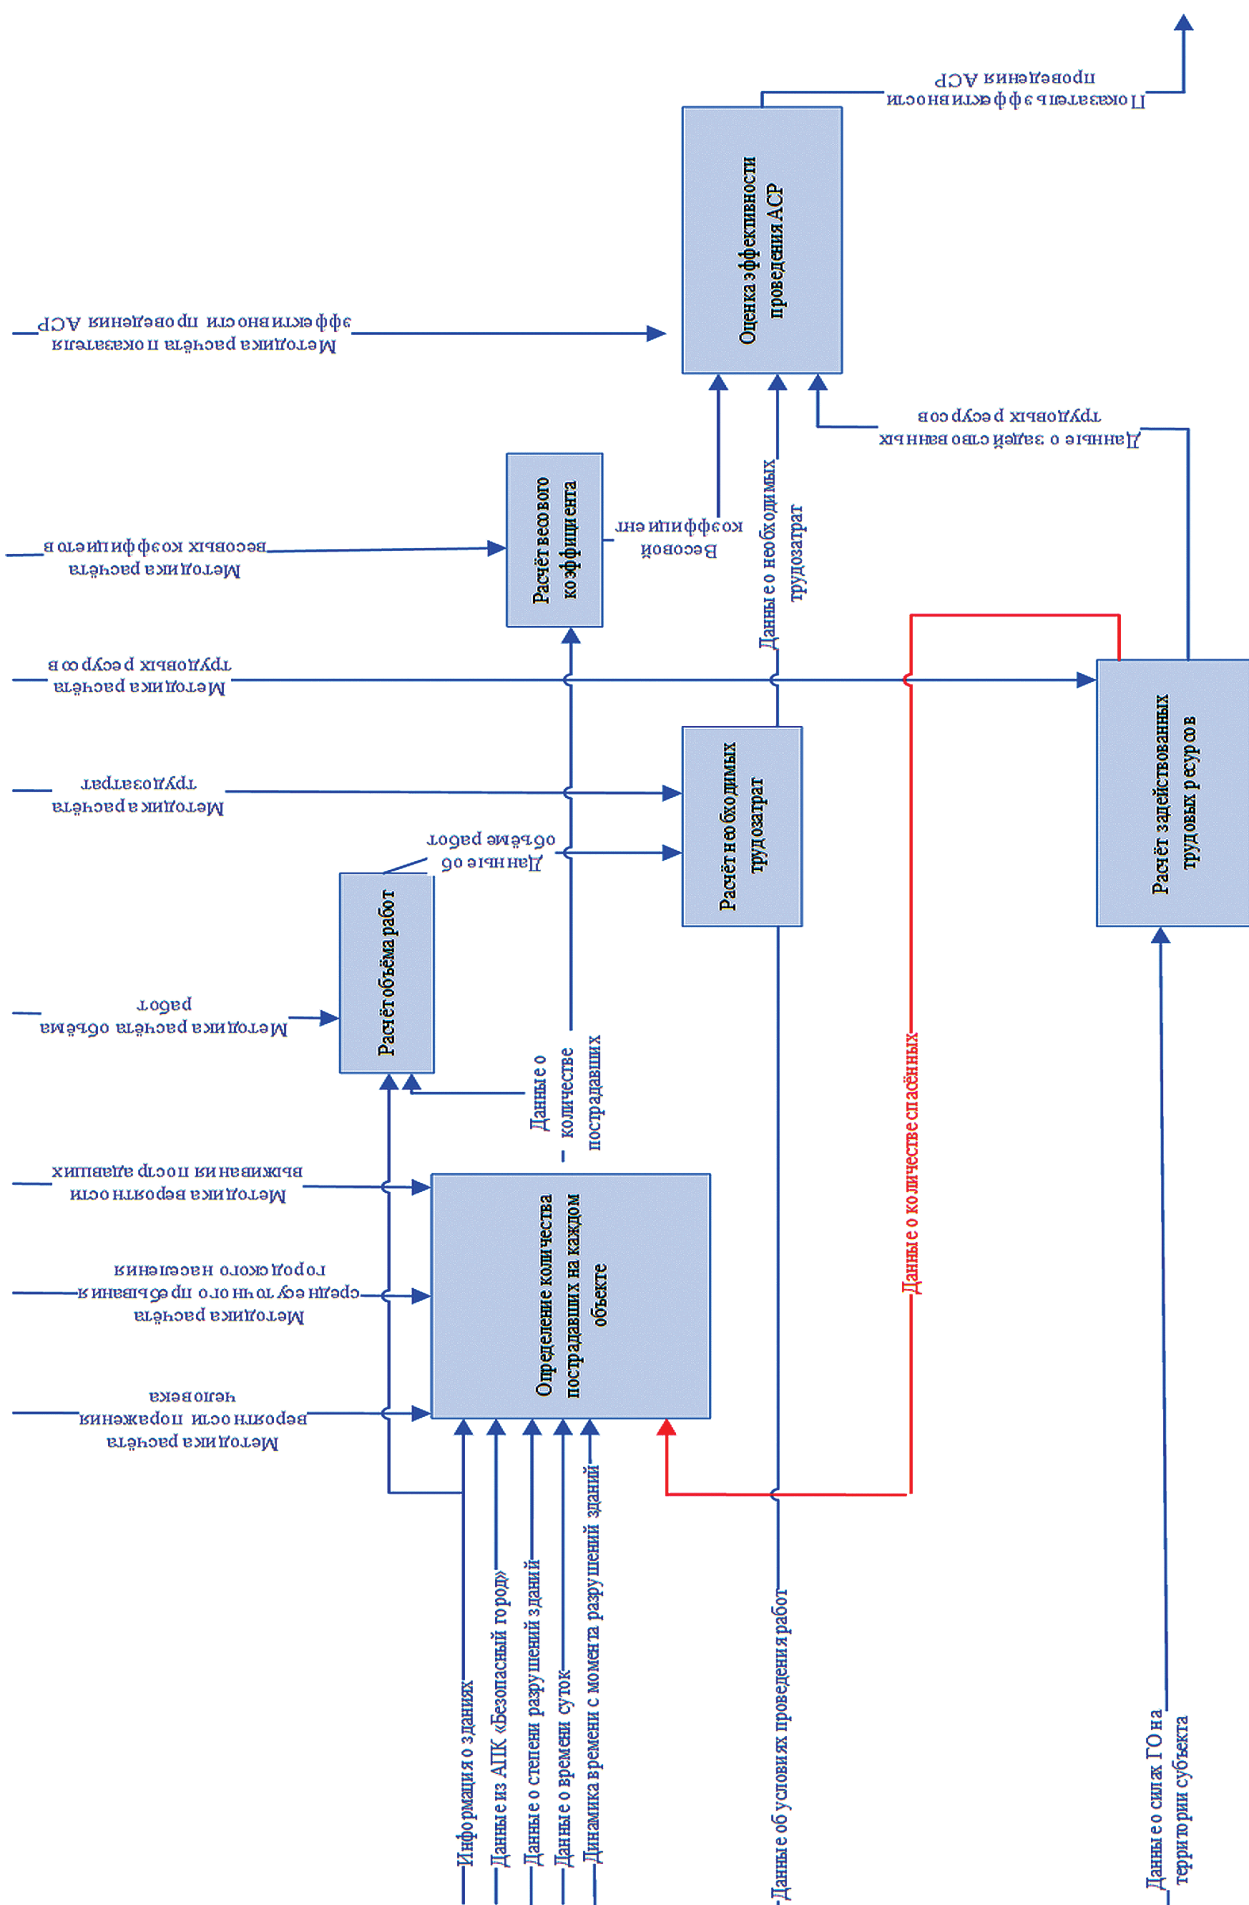 Показатель эффективности
проведения АСР
Оценка эффективности
проведения АСР
Методика расчёта показателя
эффективности проведения АСР
Данные о задействованных
трудовых ресурсов
Расчёт весового
коэффициента
Весовой
коэффициент
Данные о необходимых
трудозатрат
Методика расчёта
весовых коэффициетов
Методика расчёта
трудовых ресурсов
Методика расчёта
трудозатрат
Расчёт необходимых
трудозатрат
Расчёт задействованных
трудовых ресурсов
Данные об
объёме работ
Расчёт объёма работ
Методика расчёта объёма
работ
Данные о
количестве
пострадавших
Данные о количестве спасённых
Методика вероятности
выживания пострадавших
Методика расчёта
среднесуточного пребывания
городского населения
Методика расчёта
вероятности поражения
человека
Определение количества
пострадавших на каждом
объекте
Информация о зданиях
Данные из АПК «Безопасный город»
Данные о степени разрушений зданий
Данные о времени суток
Динамика времени с момента разрушений зданий
Данные об условиях проведения работ
Данные о силах ГО на
территории субъекта